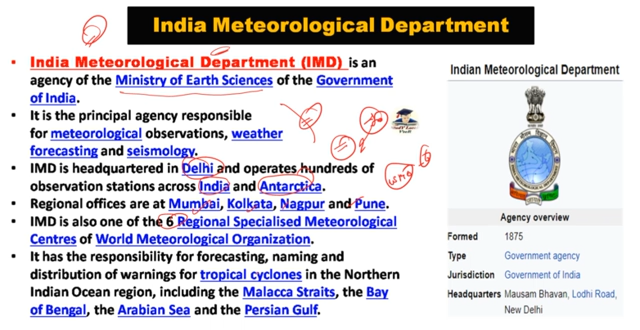 India Meteorological Department
• India Meteorological Department (IMD) is an
agency of the Ministry of Earth Sciences of the Government
of India.
• It is the principal agency responsible
for meteorological observations, weather
forecasting and seismology.
• IMD is headquartered in Delhi and operates hundreds of
observation stations across India and Antarctica.
• Regional offices are at Mumbai, Kolkata, Nagpur and Pune.
• IMD is also one of the 6 Regional Specialised Meteorological
Centres of World Meteorological Organization.
• It has the responsibility for forecasting, naming and
distribution of warnings for tropical cyclones in the Northern
Indian Ocean region, including the Malacca Straits, the Bay
of Bengal, the Arabian Sea and the Persian Gulf.
Indian Meteorological Department
Agency overview
Formed 1875
Type Government agency
Jurisdiction Government of India
Headquarters Mausam Bhavan, Lodhi Road,
New Delhi